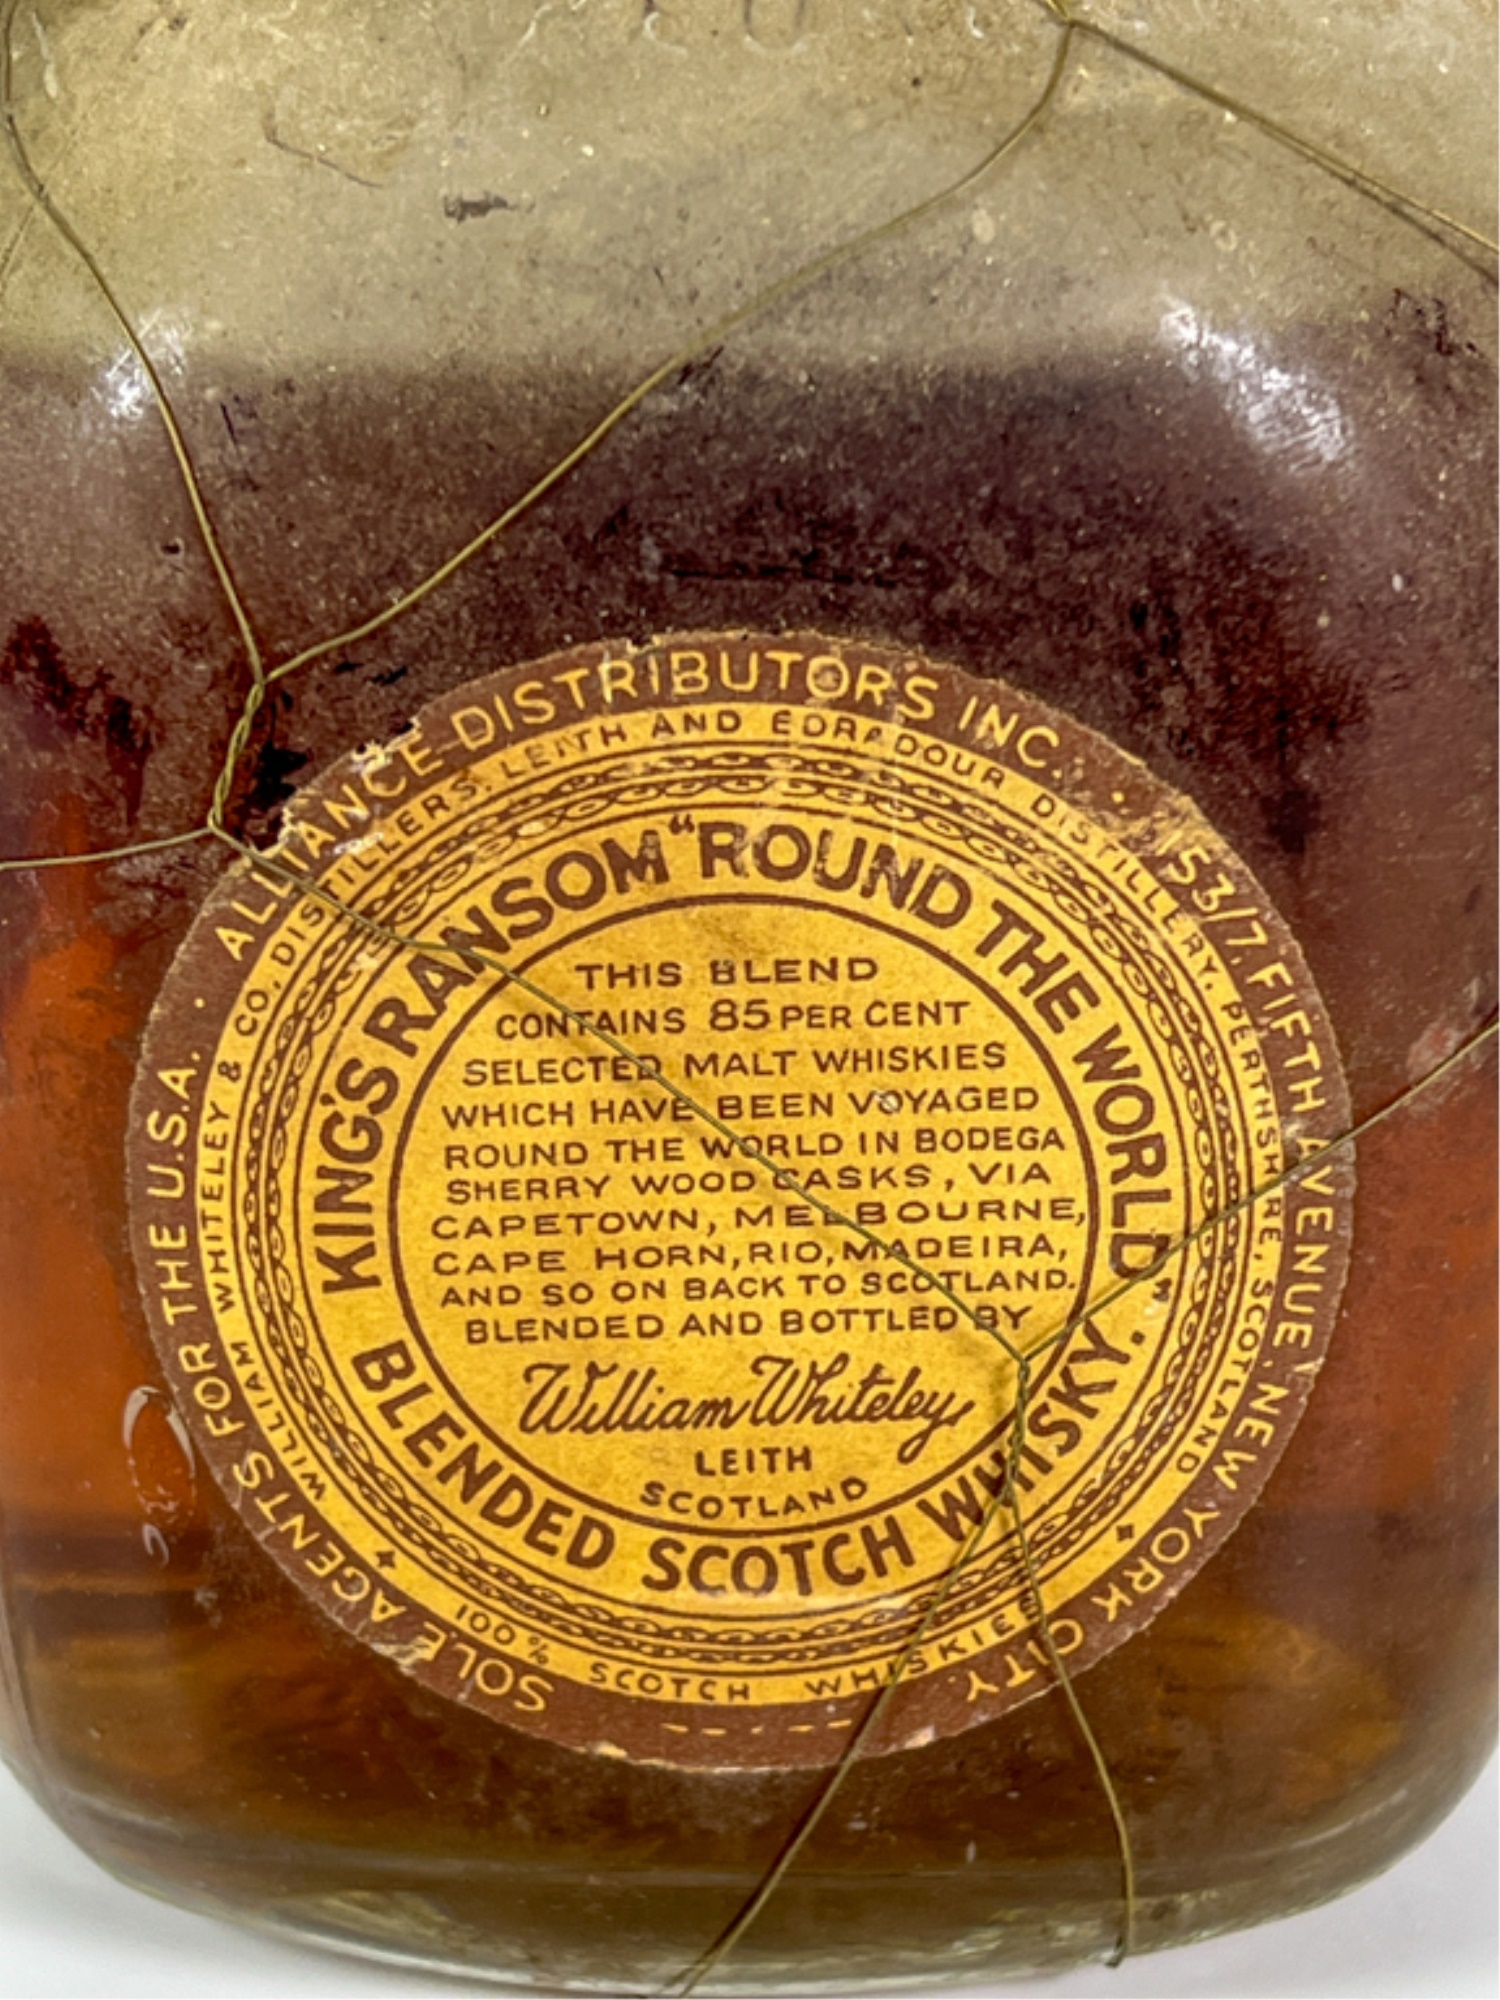 SOLE AGENTS FOR THE U.S.A. · ALLIANCE DISTRIBUTORS INC. · 153/7, FIFTH AVENUE, NEW YORK CITY.
WILLIAM WHITELEY & CO, DISTILLERS, LEITH AND EDRADOUR DISTILLERY, PERTHSHIRE, SCOTLAND
100% SCOTCH WHISKIES
KING'S RANSOM "ROUND THE WORLD"
BLENDED SCOTCH WHISKY.
THIS BLEND
CONTAINS 85 PER CENT
SELECTED MALT WHISKIES
WHICH HAVE BEEN VOYAGED
ROUND THE WORLD IN BODEGA
SHERRY WOOD CASKS, VIA
CAPETOWN, MELBOURNE,
CAPE HORN, RIO, MADEIRA,
AND SO ON BACK TO SCOTLAND.
BLENDED AND BOTTLED BY
William Whiteley
LEITH
SCOTLAND